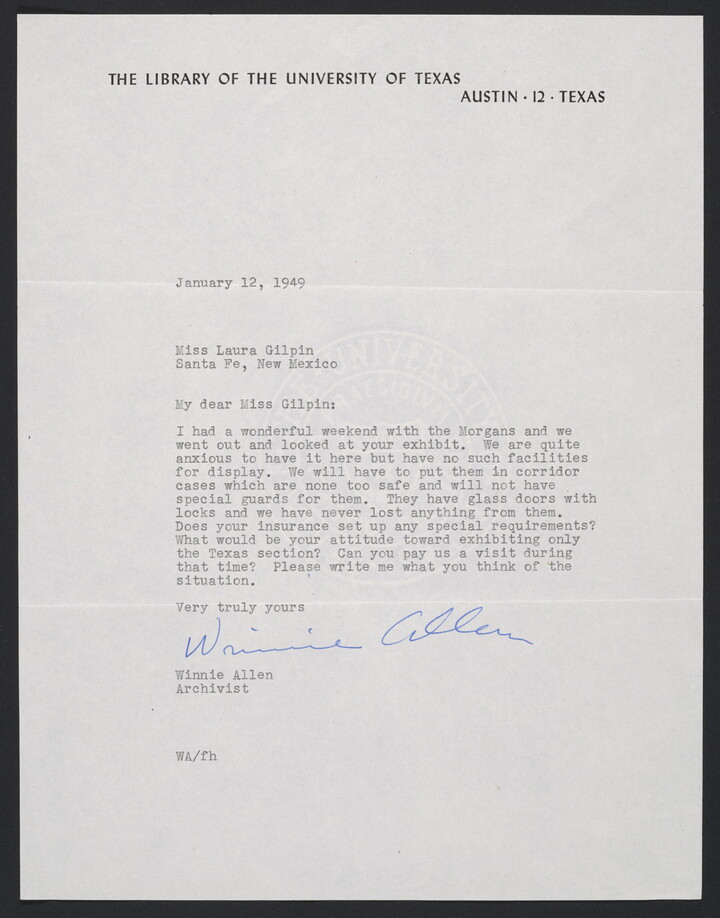 THE LIBRARY OF THE UNIVERSITY OF TEXAS
AUSTIN · 12 · TEXAS
January 12, 1949
Miss Laura Gilpin
Santa Fe, New Mexico
My dear Miss Gilpin:
I had a wonderful weekend with the Morgans and we
went out and looked at your exhibit. We are quite
anxious to have it here but have no such facilities
for display. We will have to put them in corridor
cases which are none too safe and will not have
special guards for them. They have glass doors with
locks and we have never lost anything from them.
Does your insurance set up any special requirements?
What would be your attitude toward exhibiting only
the Texas section? Can you pay us a visit during
that time? Please write me what you think of the
situation.
Very truly yours
Winnie Allen
Winnie Allen
Archivist
WA/fh